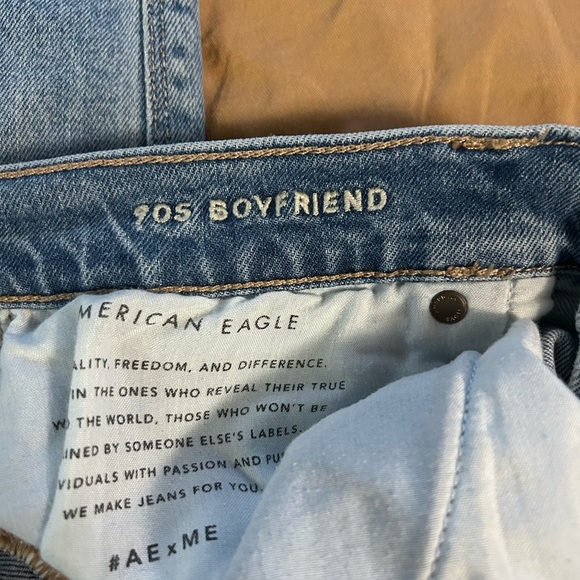 90S BOYFRIEND
MERICAN EAGLE
ALITY, FREEDOM, AND DIFFERENCE.
IN THE ONES WHO REVEAL THEIR TRUE
THE WORLD, THOSE WHO WON'T BE
INED BY SOMEONE ELSE'S LABELS.
VIDUALS WITH PASSION AND PU
WE MAKE JEANS FOR YOU.
#AExME